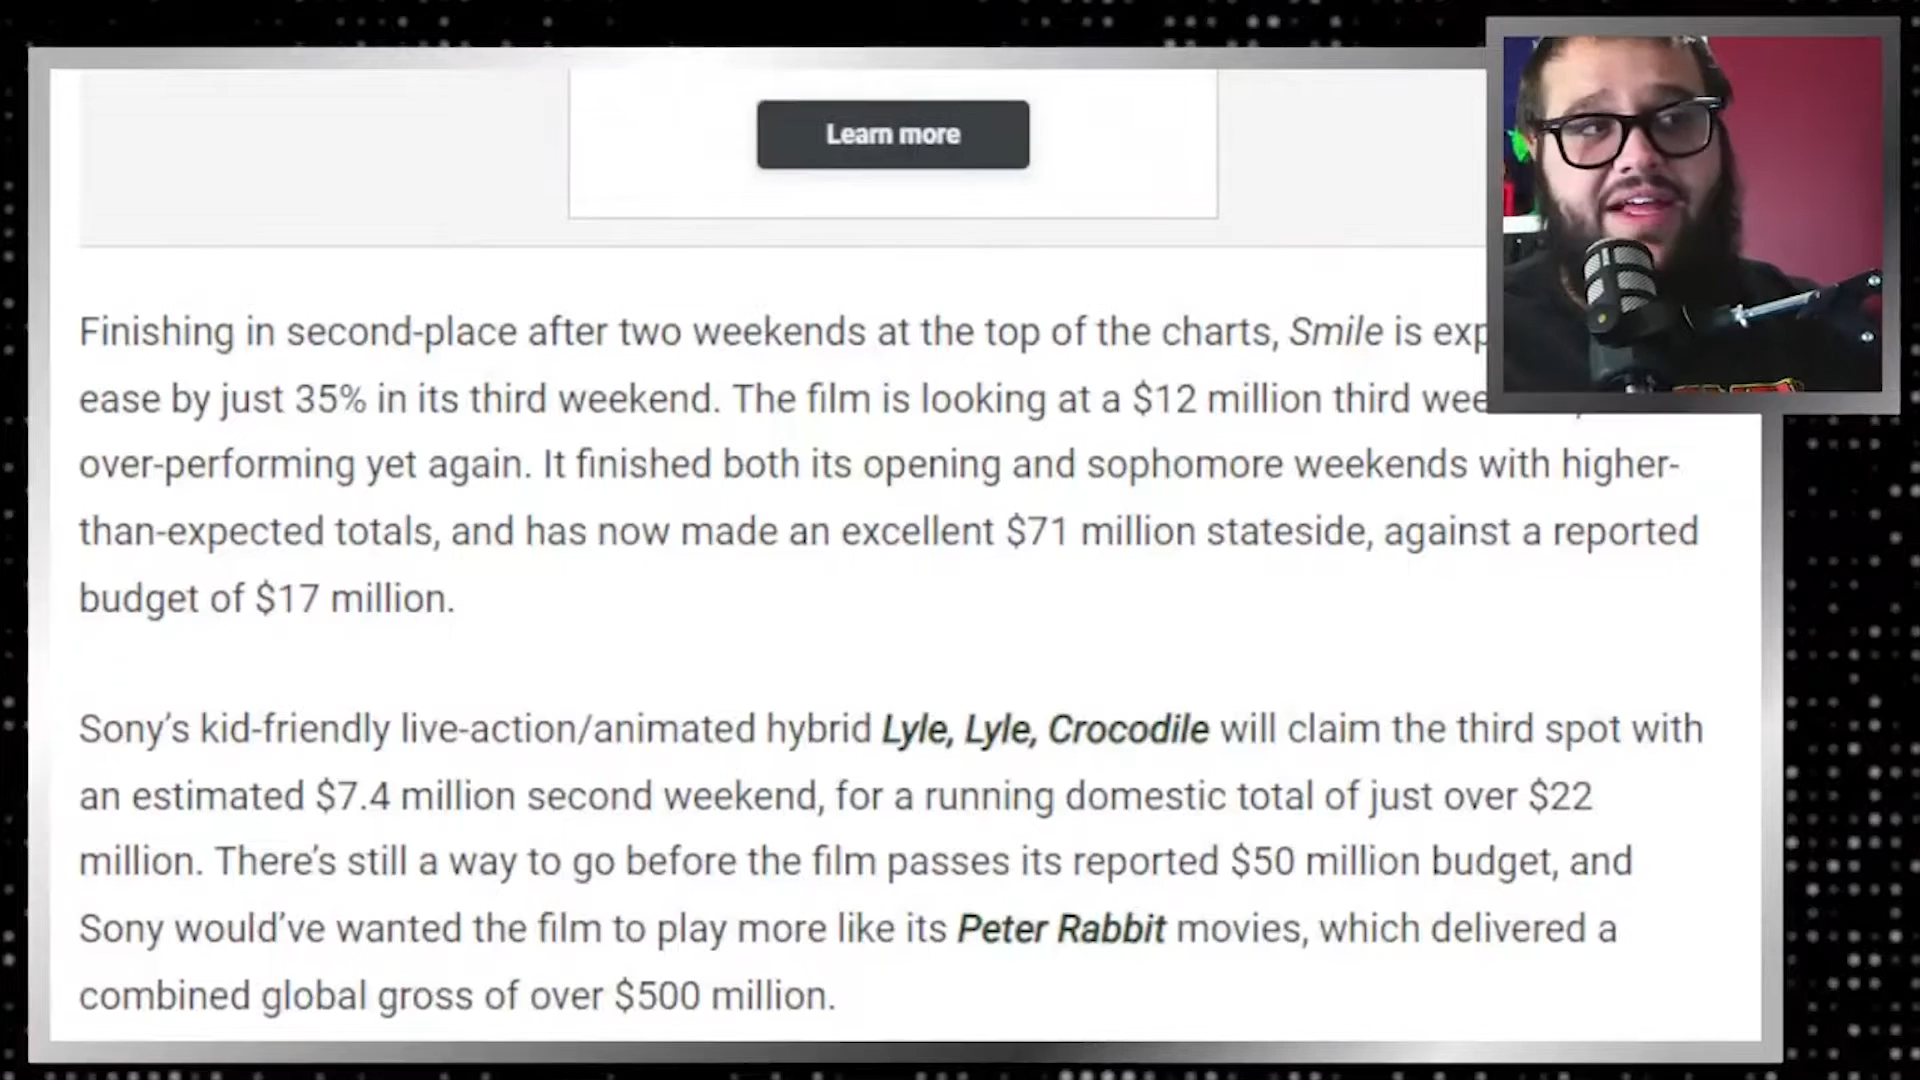 Learn more
Finishing in second-place after two weekends at the top of the charts, Smile is exp
ease by just 35% in its third weekend. The film is looking at a $12 million third wee
over-performing yet again. It finished both its opening and sophomore weekends with higher-
than-expected totals, and has now made an excellent $71 million stateside, against a reported
budget of $17 million.
Sony’s kid-friendly live-action/animated hybrid Lyle, Lyle, Crocodile will claim the third spot with
an estimated $7.4 million second weekend, for a running domestic total of just over $22
million. There’s still a way to go before the film passes its reported $50 million budget, and
Sony would’ve wanted the film to play more like its Peter Rabbit movies, which delivered a
combined global gross of over $500 million.